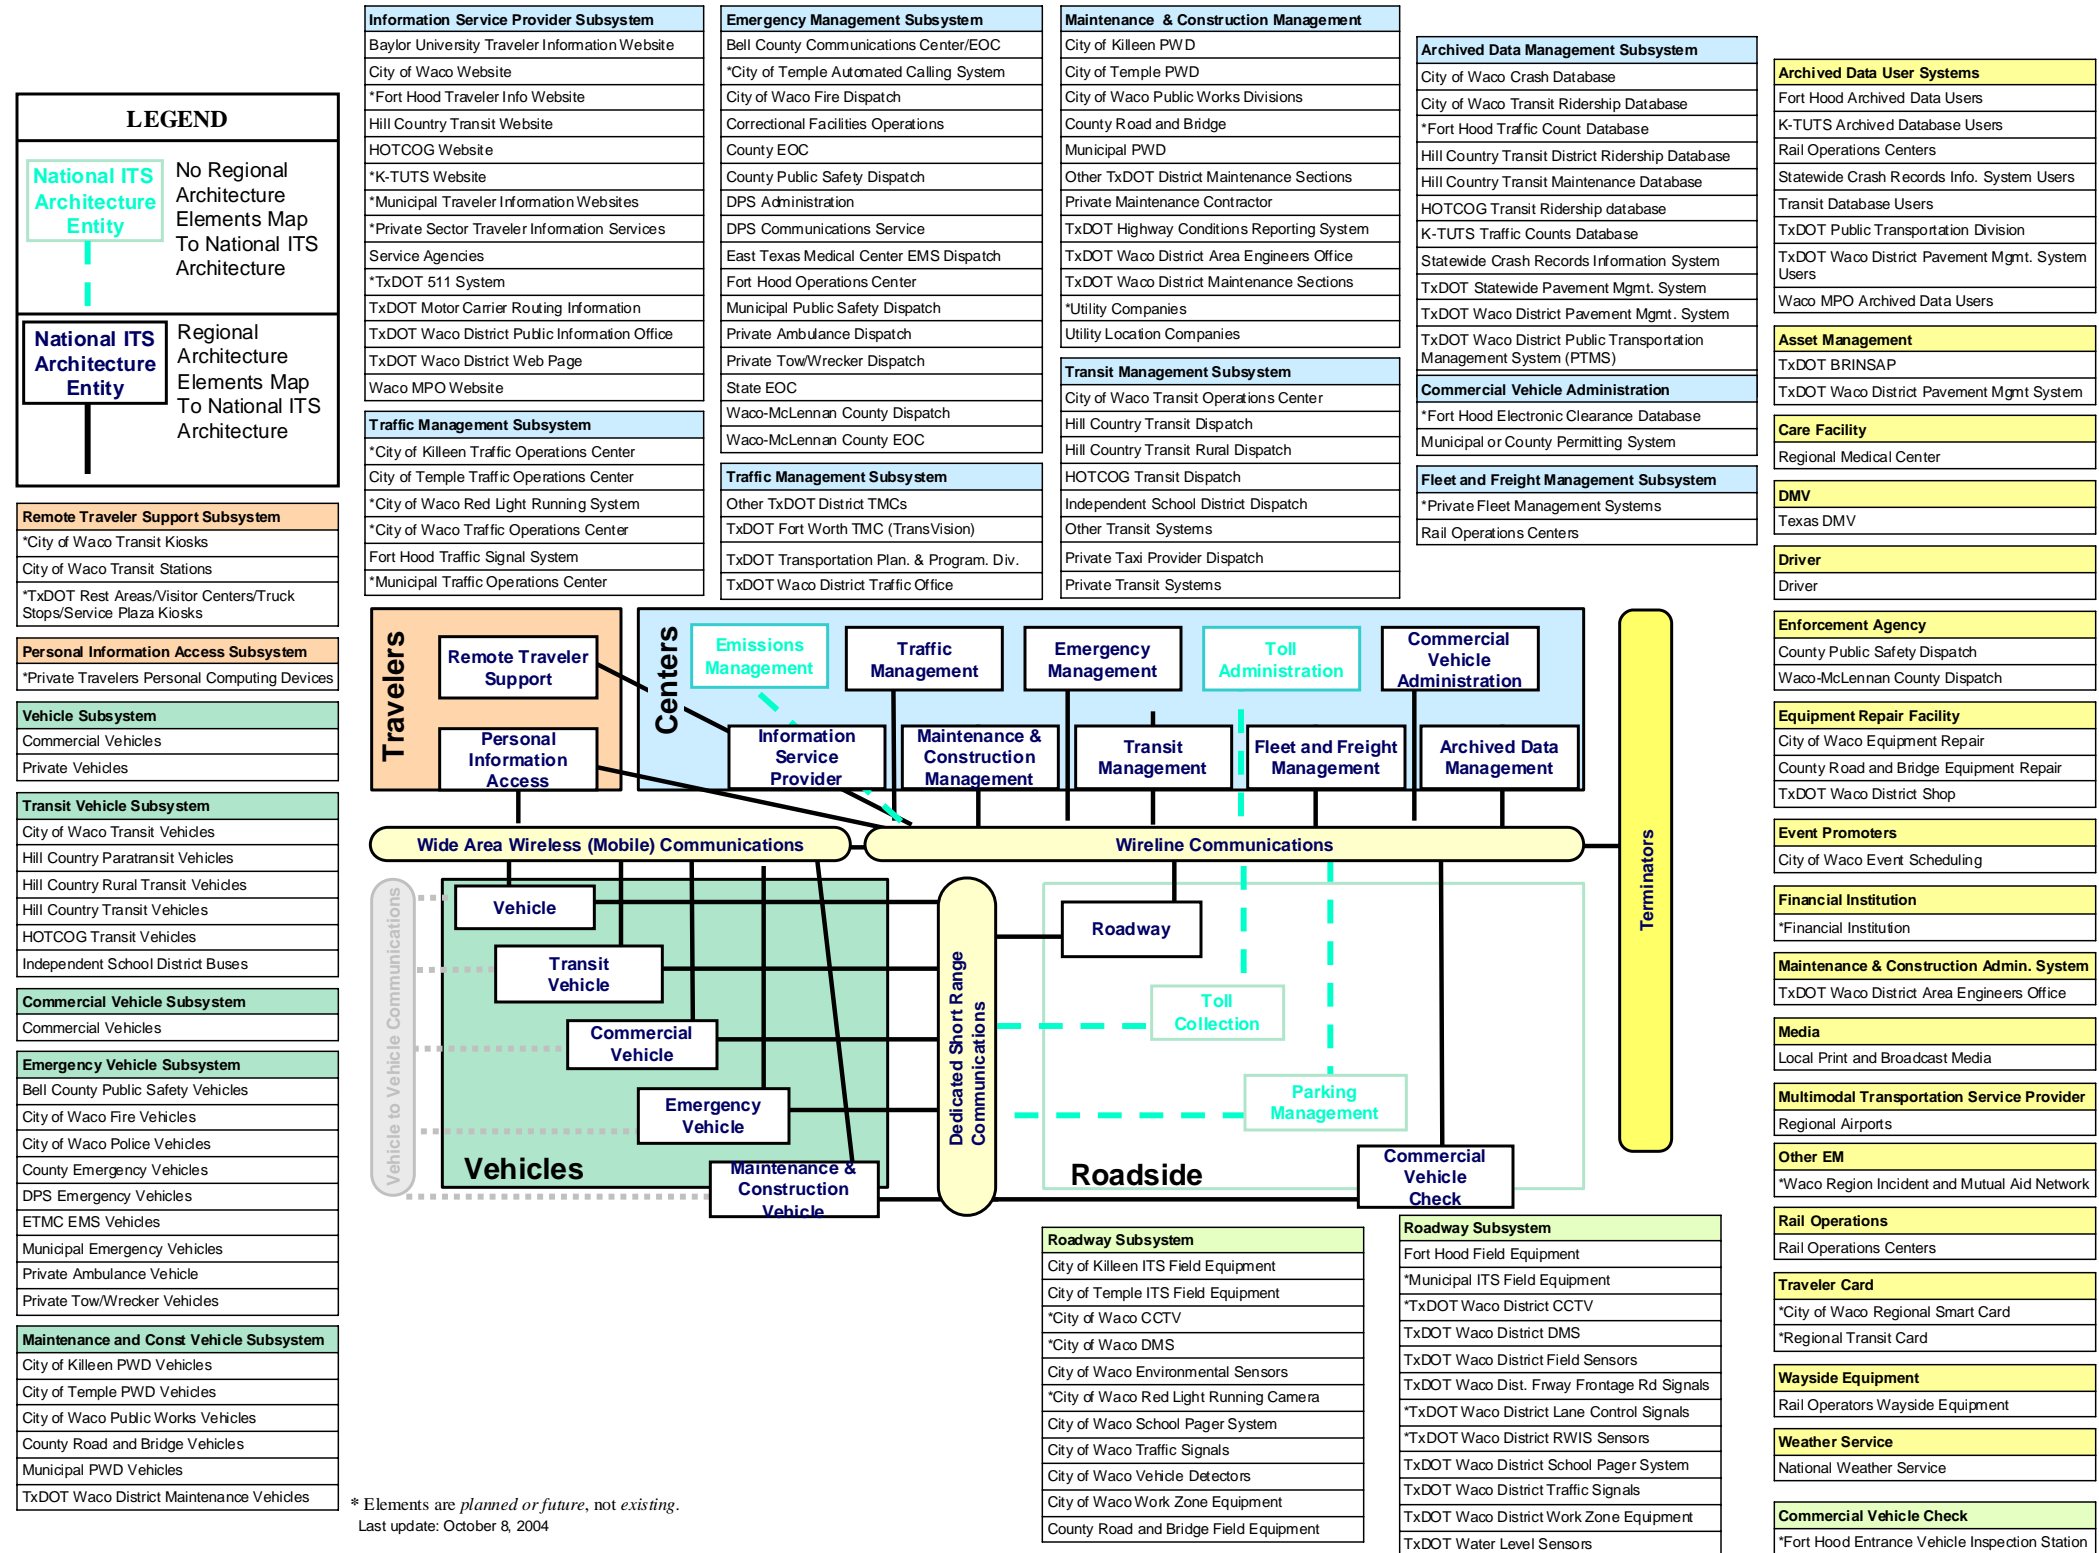 LEGEND
National ITS
Architecture
Entity
No Regional
Architecture
Elements Map
To National ITS
Architecture
National ITS
Architecture
Entity
Regional
Architecture
Elements Map
To National ITS
Architecture
Remote Traveler Support Subsystem
*City of Waco Transit Kiosks
City of Waco Transit Stations
*TxDOT Rest Areas/Visitor Centers/Truck
Stops/Service Plaza Kiosks
Personal Information Access Subsystem
*Private Travelers Personal Computing Devices
Vehicle Subsystem
Commercial Vehicles
Private Vehicles
Transit Vehicle Subsystem
City of Waco Transit Vehicles
Hill Country Paratransit Vehicles
Hill Country Rural Transit Vehicles
Hill Country Transit Vehicles
HOTCOG Transit Vehicles
Independent School District Buses
Commercial Vehicle Subsystem
Commercial Vehicles
Emergency Vehicle Subsystem
Bell County Public Safety Vehicles
City of Waco Fire Vehicles
City of Waco Police Vehicles
County Emergency Vehicles
DPS Emergency Vehicles
ETMC EMS Vehicles
Municipal Emergency Vehicles
Private Ambulance Vehicle
Private Tow/Wrecker Vehicles
Maintenance and Const Vehicle Subsystem
City of Killeen PWD Vehicles
City of Temple PWD Vehicles
City of Waco Public Works Vehicles
County Road and Bridge Vehicles
Municipal PWD Vehicles
TxDOT Waco District Maintenance Vehicles
Information Service Provider Subsystem
Baylor University Traveler Information Website
City of Waco Website
*Fort Hood Traveler Info Website
Hill Country Transit Website
HOTCOG Website
*K-TUTS Website
*Municipal Traveler Information Websites
*Private Sector Traveler Information Services
Service Agencies
*TxDOT 511 System
TxDOT Motor Carrier Routing Information
TxDOT Waco District Public Information Office
TxDOT Waco District Web Page
Waco MPO Website
Traffic Management Subsystem
*City of Killeen Traffic Operations Center
City of Temple Traffic Operations Center
*City of Waco Red Light Running System
*City of Waco Traffic Operations Center
Fort Hood Traffic Signal System
*Municipal Traffic Operations Center
Emergency Management Subsystem
Bell County Communications Center/EOC
*City of Temple Automated Calling System
City of Waco Fire Dispatch
Correctional Facilities Operations
County EOC
County Public Safety Dispatch
DPS Administration
DPS Communications Service
East Texas Medical Center EMS Dispatch
Fort Hood Operations Center
Municipal Public Safety Dispatch
Private Ambulance Dispatch
Private Tow/Wrecker Dispatch
State EOC
Waco-McLennan County Dispatch
Waco-McLennan County EOC
Traffic Management Subsystem
Other TxDOT District TMCs
TxDOT Fort Worth TMC (TransVision)
TxDOT Transportation Plan. & Program. Div.
TxDOT Waco District Traffic Office
Maintenance & Construction Management
City of Killeen PWD
City of Temple PWD
City of Waco Public Works Divisions
County Road and Bridge
Municipal PWD
Other TxDOT District Maintenance Sections
Private Maintenance Contractor
TxDOT Highway Conditions Reporting System
TxDOT Waco District Area Engineers Office
TxDOT Waco District Maintenance Sections
*Utility Companies
Utility Location Companies
Transit Management Subsystem
City of Waco Transit Operations Center
Hill Country Transit Dispatch
Hill Country Transit Rural Dispatch
HOTCOG Transit Dispatch
Independent School District Dispatch
Other Transit Systems
Private Taxi Provider Dispatch
Private Transit Systems
Archived Data Management Subsystem
City of Waco Crash Database
City of Waco Transit Ridership Database
*Fort Hood Traffic Count Database
Hill Country Transit District Ridership Database
Hill Country Transit Maintenance Database
HOTCOG Transit Ridership database
K-TUTS Traffic Counts Database
Statewide Crash Records Information System
TxDOT Statewide Pavement Mgmt. System
TxDOT Waco District Pavement Mgmt. System
TxDOT Waco District Public Transportation
Management System (PTMS)
Commercial Vehicle Administration
*Fort Hood Electronic Clearance Database
Municipal or County Permitting System
Fleet and Freight Management Subsystem
*Private Fleet Management Systems
Rail Operations Centers
Archived Data User Systems
Fort Hood Archived Data Users
K-TUTS Archived Database Users
Rail Operations Centers
Statewide Crash Records Info. System Users
Transit Database Users
TxDOT Public Transportation Division
TxDOT Waco District Pavement Mgmt. System
Users
Waco MPO Archived Data Users
Asset Management
TxDOT BRINSAP
TxDOT Waco District Pavement Mgmt System
Care Facility
Regional Medical Center
DMV
Texas DMV
Driver
Driver
Enforcement Agency
County Public Safety Dispatch
Waco-McLennan County Dispatch
Equipment Repair Facility
City of Waco Equipment Repair
County Road and Bridge Equipment Repair
TxDOT Waco District Shop
Event Promoters
City of Waco Event Scheduling
Financial Institution
*Financial Institution
Maintenance & Construction Admin. System
TxDOT Waco District Area Engineers Office
Media
Local Print and Broadcast Media
Multimodal Transportation Service Provider
Regional Airports
Other EM
*Waco Region Incident and Mutual Aid Network
Rail Operations
Rail Operations Centers
Traveler Card
*City of Waco Regional Smart Card
*Regional Transit Card
Wayside Equipment
Rail Operators Wayside Equipment
Weather Service
National Weather Service
Commercial Vehicle Check
*Fort Hood Entrance Vehicle Inspection Station
Travelers
Remote Traveler
Support
Personal
Information
Access
Centers
Emissions
Management
Traffic
Management
Emergency
Management
Toll
Administration
Commercial
Vehicle
Administration
Information
Service
Provider
Maintenance &
Construction
Management
Transit
Management
Fleet and Freight
Management
Archived Data
Management
Terminators
Wide Area Wireless (Mobile) Communications
Wireline Communications
Vehicle to Vehicle Communications
Vehicle
Transit
Vehicle
Commercial
Vehicle
Emergency
Vehicle
Maintenance &
Construction
Vehicle
Vehicles
Dedicated Short Range
Communications
Roadway
Toll
Collection
Parking
Management
Commercial
Vehicle
Check
Roadside
Roadway Subsystem
City of Killeen ITS Field Equipment
City of Temple ITS Field Equipment
*City of Waco CCTV
*City of Waco DMS
City of Waco Environmental Sensors
*City of Waco Red Light Running Camera
City of Waco School Pager System
City of Waco Traffic Signals
City of Waco Vehicle Detectors
City of Waco Work Zone Equipment
County Road and Bridge Field Equipment
Roadway Subsystem
Fort Hood Field Equipment
*Municipal ITS Field Equipment
*TxDOT Waco District CCTV
TxDOT Waco District DMS
TxDOT Waco District Field Sensors
TxDOT Waco Dist. Frway Frontage Rd Signals
*TxDOT Waco District Lane Control Signals
*TxDOT Waco District RWIS Sensors
TxDOT Waco District School Pager System
TxDOT Waco District Traffic Signals
TxDOT Waco District Work Zone Equipment
TxDOT Water Level Sensors
* Elements are planned or future, not existing.
Last update: October 8, 2004